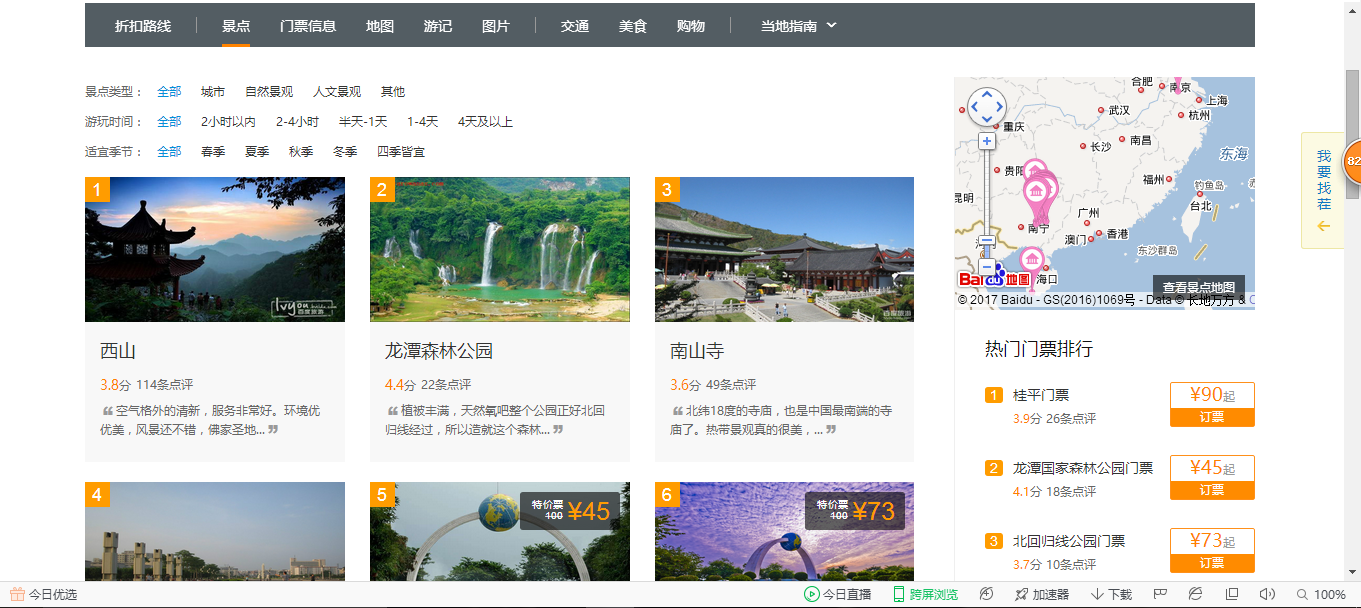 折扣路线 景点 门票信息 地图 游记 图片 交通 美食 购物 当地指南
景点类型： 全部 城市 自然景观 人文景观 其他
游玩时间： 全部 2小时以内 2-4小时 半天-1天 1-4天 4天及以上
适宜季节： 全部 春季 夏季 秋季 冬季 四季皆宜
1
西山
3.8分 114条点评
❝空气格外的清新，服务非常好。环境优
优美，风景还不错，佛家圣地...❞
2
龙潭森林公园
4.4分 22条点评
❝植被丰满，天然氧吧整个公园正好北回
归线经过，所以造就这个森林...❞
3
南山寺
3.6分 49条点评
❝北纬18度的寺庙，也是中国最南端的寺
庙了。热带景观真的很美，...❞
4
5
特价票
100 ¥45
6
特价票
100 ¥73
合肥
南京
上海
武汉
杭州
重庆
南昌
长沙
东海
贵阳
福州
钓鱼岛
昆明
台北
广州
南宁
香港
澳门
东沙群岛
海口
Baidu地图
查看景点地图
© 2017 Baidu - GS(2016)1069号 - Data © 长地万方 &
热门门票排行
1 桂平门票 ¥90起
3.9分 26条点评 订票
2 龙潭国家森林公园门票 ¥45起
4.1分 18条点评 订票
3 北回归线公园门票 ¥73起
3.7分 10条点评 订票
我要找茬
82
今日优选 今日直播 跨屏浏览 加速器 下载 100%